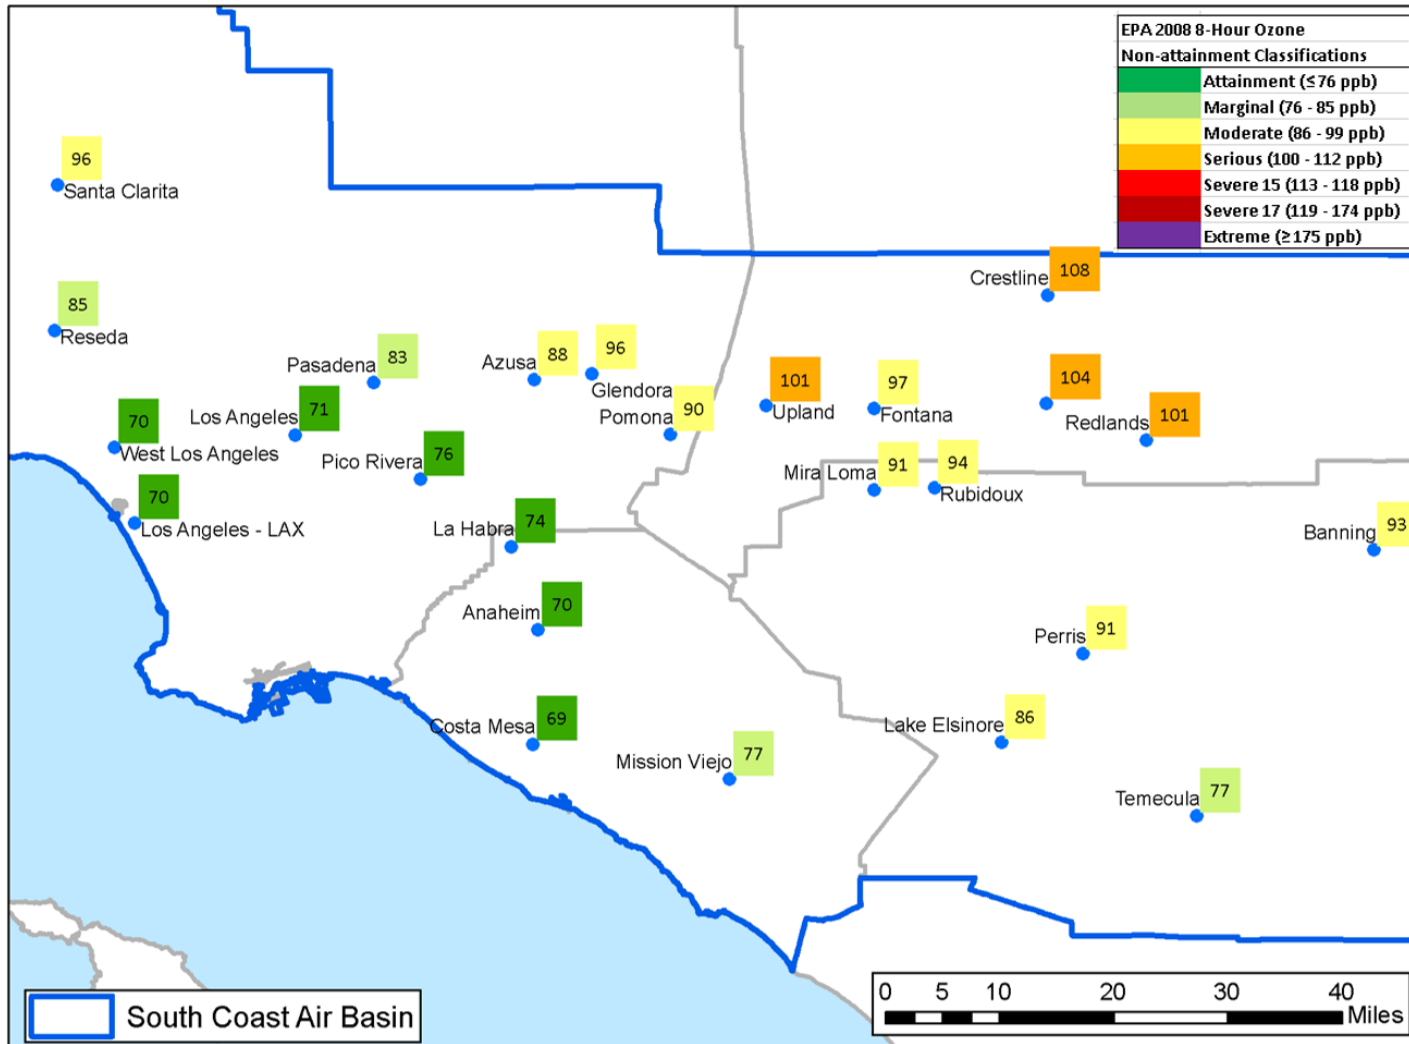 EPA 2008 8-Hour Ozone
Non-attainment Classifications
Attainment (≤76 ppb)
Marginal (76 - 85 ppb)
Moderate (86 - 99 ppb)
Serious (100 - 112 ppb)
Severe 15 (113 - 118 ppb)
Severe 17 (119 - 174 ppb)
Extreme (≥175 ppb)
96
Santa Clarita
108
Crestline
85
Reseda
83
Pasadena
88
Azusa
96
Glendora
90
Pomona
101
Upland
97
Fontana
104
101
Redlands
71
Los Angeles
70
West Los Angeles
76
Pico Rivera
91
Mira Loma
94
Rubidoux
70
Los Angeles - LAX
74
La Habra
93
Banning
70
Anaheim
91
Perris
69
Costa Mesa
86
Lake Elsinore
77
Mission Viejo
77
Temecula
South Coast Air Basin
0 5 10 20 30 40
Miles